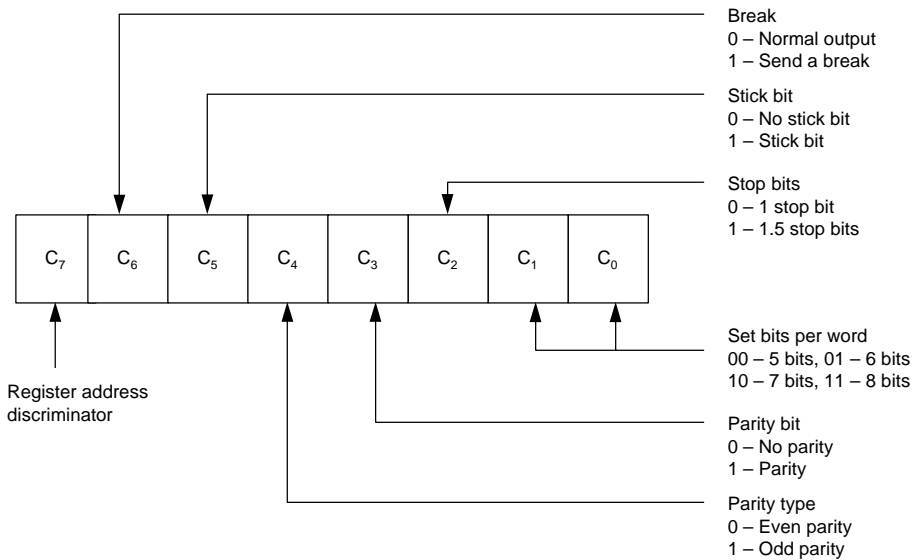 Break
0 – Normal output
1 – Send a break
Stick bit
0 – No stick bit
1 – Stick bit
Stop bits
0 – 1 stop bit
1 – 1.5 stop bits
C₇ C₆ C₅ C₄ C₃ C₂ C₁ C₀
Register address
discriminator
Set bits per word
00 – 5 bits, 01 – 6 bits
10 – 7 bits, 11 – 8 bits
Parity bit
0 – No parity
1 – Parity
Parity type
0 – Even parity
1 – Odd parity